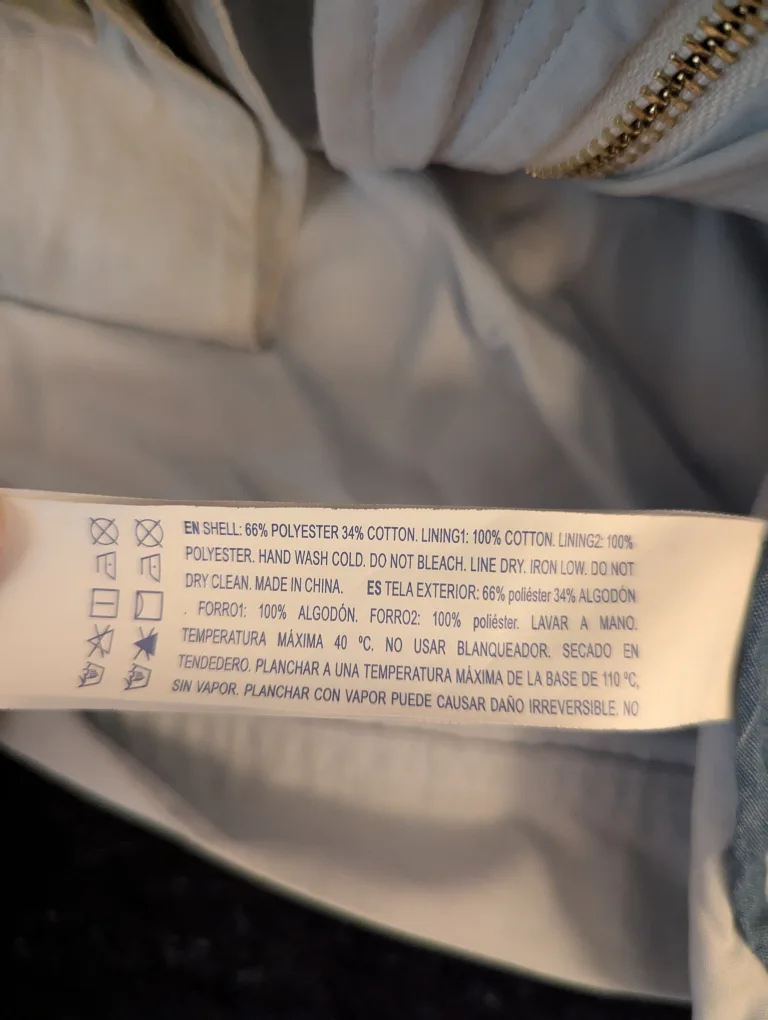 EN SHELL: 66% POLYESTER 34% COTTON. LINING1: 100% COTTON. LINING2: 100%
POLYESTER. HAND WASH COLD. DO NOT BLEACH. LINE DRY. IRON LOW. DO NOT
DRY CLEAN. MADE IN CHINA. ES TELA EXTERIOR: 66% poliéster 34% ALGODÓN
. FORRO1: 100% ALGODÓN. FORRO2: 100% poliéster. LAVAR A MANO.
TEMPERATURA MÁXIMA 40 ºC. NO USAR BLANQUEADOR. SECADO EN
TENDEDERO. PLANCHAR A UNA TEMPERATURA MÁXIMA DE LA BASE DE 110 ºC,
SIN VAPOR. PLANCHAR CON VAPOR PUEDE CAUSAR DAÑO IRREVERSIBLE. NO